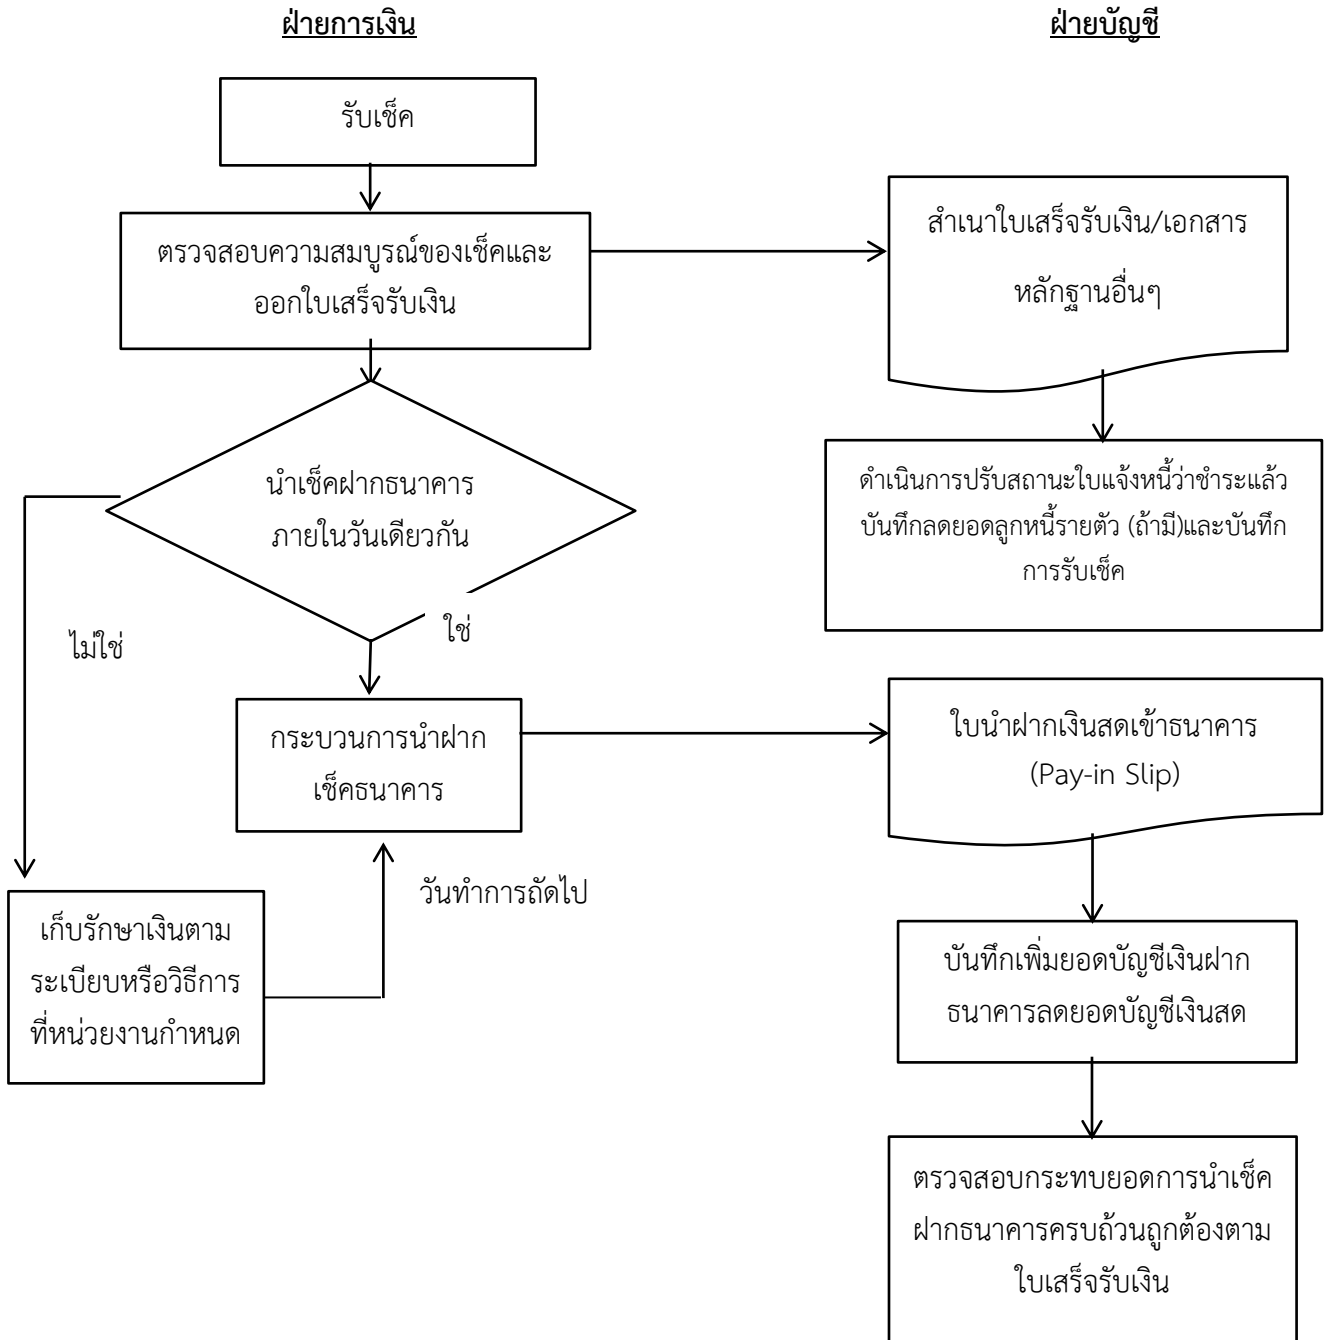 ฝ่ายการเงิน
ฝ่ายบัญชี
รับเช็ค
ตรวจสอบความสมบูรณ์ของเช็คและ
ออกใบเสร็จรับเงิน
สำเนาใบเสร็จรับเงิน/เอกสาร
หลักฐานอื่นๆ
นำเช็คฝากธนาคาร
ภายในวันเดียวกัน
ดำเนินการปรับสถานะใบแจ้งหนี้ว่าชำระแล้ว
บันทึกลดยอดลูกหนี้รายตัว (ถ้ามี)และบันทึก
การรับเช็ค
ไม่ใช่
ใช่
กระบวนการนำฝาก
เช็คธนาคาร
ใบนำฝากเงินสดเข้าธนาคาร
(Pay-in Slip)
วันทำการถัดไป
เก็บรักษาเงินตาม
ระเบียบหรือวิธีการ
ที่หน่วยงานกำหนด
บันทึกเพิ่มยอดบัญชีเงินฝาก
ธนาคารลดยอดบัญชีเงินสด
ตรวจสอบกระทบยอดการนำเช็ค
ฝากธนาคารครบถ้วนถูกต้องตาม
ใบเสร็จรับเงิน